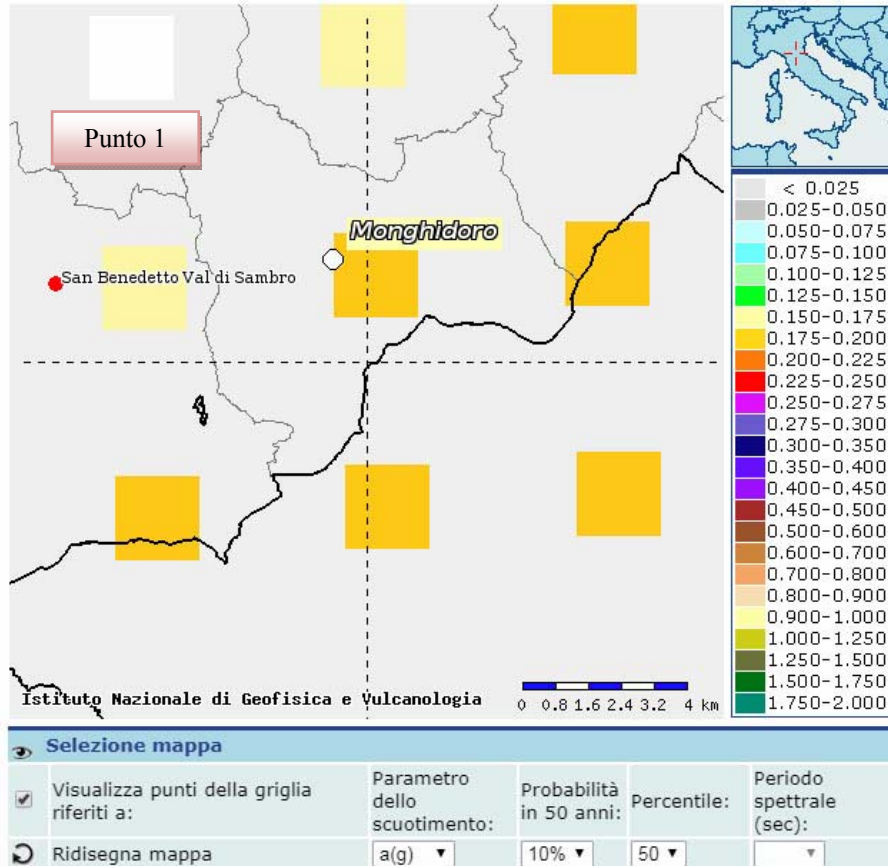 Punto 1
Monghidoro
San Benedetto Val di Sambro
Istituto Nazionale di Geofisica e Vulcanologia
0 0.8 1.6 2.4 3.2 4 km
< 0.025
0.025-0.050
0.050-0.075
0.075-0.100
0.100-0.125
0.125-0.150
0.150-0.175
0.175-0.200
0.200-0.225
0.225-0.250
0.250-0.275
0.275-0.300
0.300-0.350
0.350-0.400
0.400-0.450
0.450-0.500
0.500-0.600
0.600-0.700
0.700-0.800
0.800-0.900
0.900-1.000
1.000-1.250
1.250-1.500
1.500-1.750
1.750-2.000
Selezione mappa
Visualizza punti della griglia
riferiti a:
Parametro
dello
scuotimento:
Probabilità
in 50 anni:
Percentile:
Periodo
spettrale
(sec):
Ridisegna mappa
a(g)
10%
50